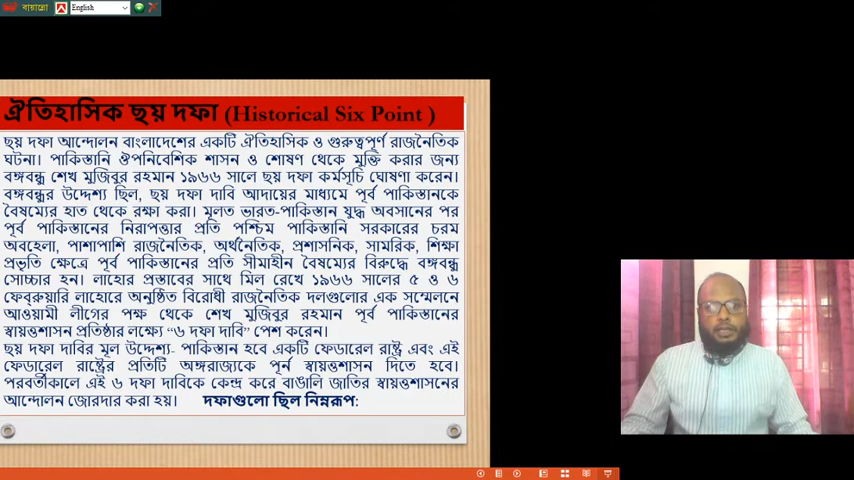 বায়ান্নো
English
ঐতিহাসিক ছয় দফা (Historical Six Point )
ছয় দফা আন্দোলন বাংলাদেশের একটি ঐতিহাসিক ও গুরুত্বপূর্ণ রাজনৈতিক
ঘটনা। পাকিস্তানি ঔপনিবেশিক শাসন ও শোষণ থেকে মুক্তি করার জন্য
বঙ্গবন্ধু শেখ মুজিবুর রহমান ১৯৬৬ সালে ছয় দফা কর্মসূচি ঘোষণা করেন।
বঙ্গবন্ধুর উদ্দেশ্য ছিল, ছয় দফা দাবি আদায়ের মাধ্যমে পূর্ব পাকিস্তানকে
বৈষম্যের হাত থেকে রক্ষা করা। মূলত ভারত-পাকিস্তান যুদ্ধ অবসানের পর
পূর্ব পাকিস্তানের নিরাপত্তার প্রতি পশ্চিম পাকিস্তানি সরকারের চরম
অবহেলা, পাশাপাশি রাজনৈতিক, অর্থনৈতিক, প্রশাসনিক, সামরিক, শিক্ষা
প্রভৃতি ক্ষেত্রে পূর্ব পাকিস্তানের প্রতি সীমাহীন বৈষম্যের বিরুদ্ধে বঙ্গবন্ধু
সোচ্চার হন। লাহোর প্রস্তাবের সাথে মিল রেখে ১৯৬৬ সালের ৫ ও ৬
ফেব্রুয়ারি লাহোরে অনুষ্ঠিত বিরোধী রাজনৈতিক দলগুলোর এক সম্মেলনে
আওয়ামী লীগের পক্ষ থেকে শেখ মুজিবুর রহমান পূর্ব পাকিস্তানের
স্বায়ত্তশাসন প্রতিষ্ঠার লক্ষ্যে “৬ দফা দাবি” পেশ করেন।
ছয় দফা দাবির মূল উদ্দেশ্য- পাকিস্তান হবে একটি ফেডারেল রাষ্ট্র এবং এই
ফেডারেল রাষ্ট্রের প্রতিটি অঙ্গরাজ্যকে পূর্ন স্বায়ত্তশাসন দিতে হবে।
পরবর্তীকালে এই ৬ দফা দাবিকে কেন্দ্র করে বাঙালি জাতির স্বায়ত্তশাসনের
আন্দোলন জোরদার করা হয়। দফাগুলো ছিল নিম্নরূপ: